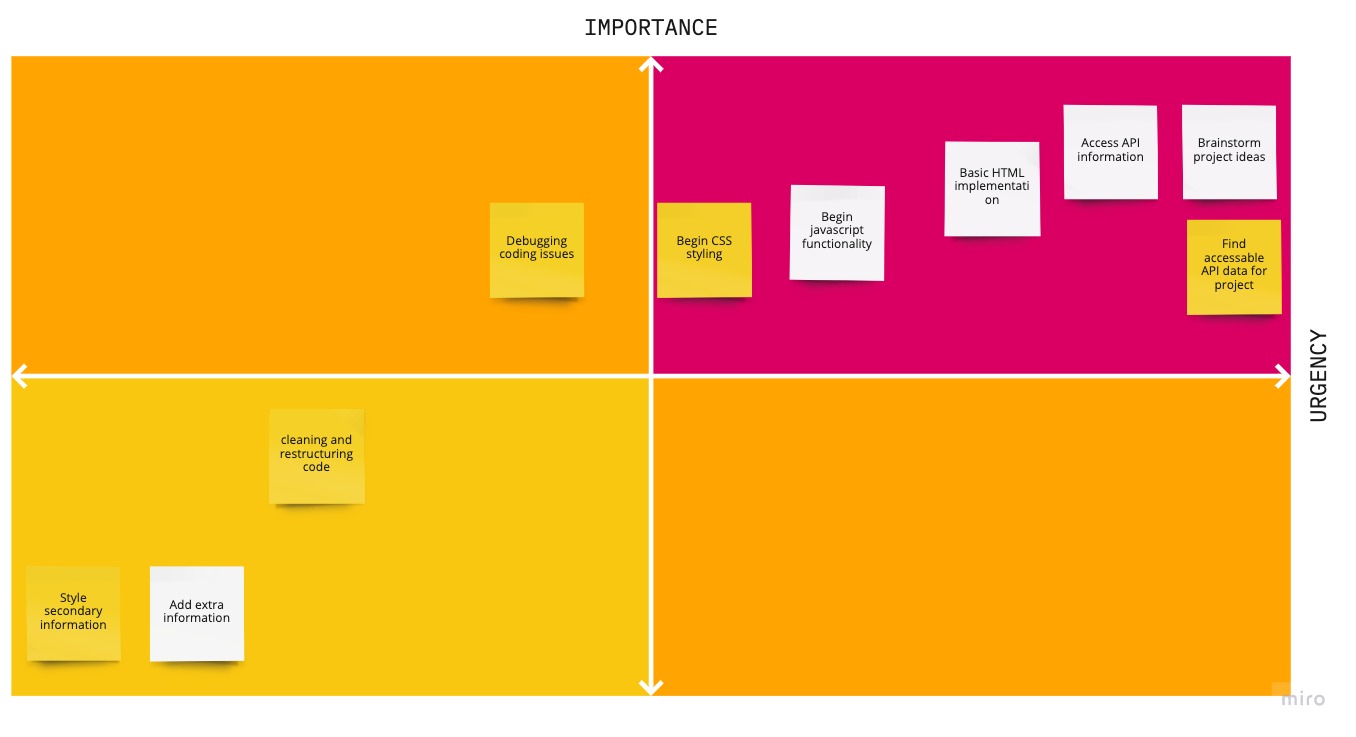 IMPORTANCE
Access API
information
Brainstorm
project ideas
Basic HTML
implementati
on
Begin
javascript
functionality
Debugging
coding issues
Begin CSS
styling
Find
accessable
API data for
project
URGENCY
cleaning and
restructuring
code
Style
secondary
information
Add extra
information
miro